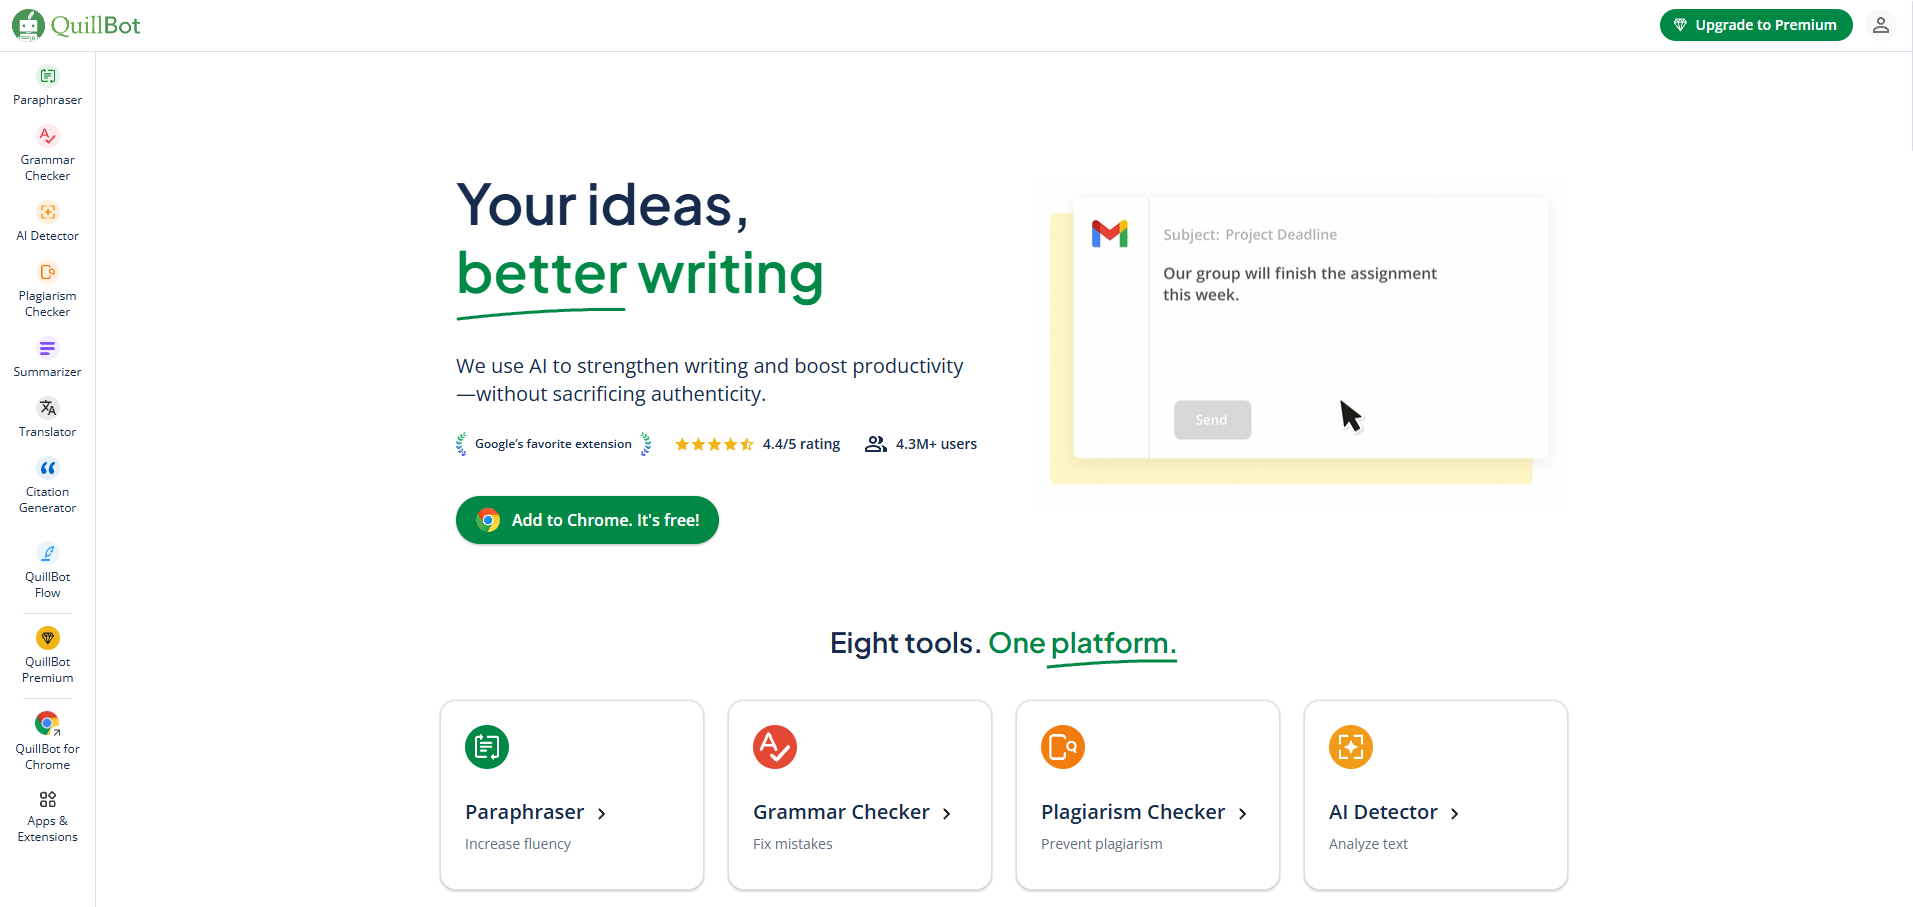 QuillBot
Upgrade to Premium
Paraphraser
Grammar
Checker
AI Detector
Plagiarism
Checker
Summarizer
Translator
Citation
Generator
QuillBot
Flow
QuillBot
Premium
QuillBot for
Chrome
Apps &
Extensions
Your ideas,
better writing
We use AI to strengthen writing and boost productivity
—without sacrificing authenticity.
Google's favorite extension
4.4/5 rating
4.3M+ users
Add to Chrome. It's free!
Subject: Project Deadline
Our group will finish the assignment
this week.
Send
Eight tools. One platform.
Paraphraser
Increase fluency
Grammar Checker
Fix mistakes
Plagiarism Checker
Prevent plagiarism
AI Detector
Analyze text